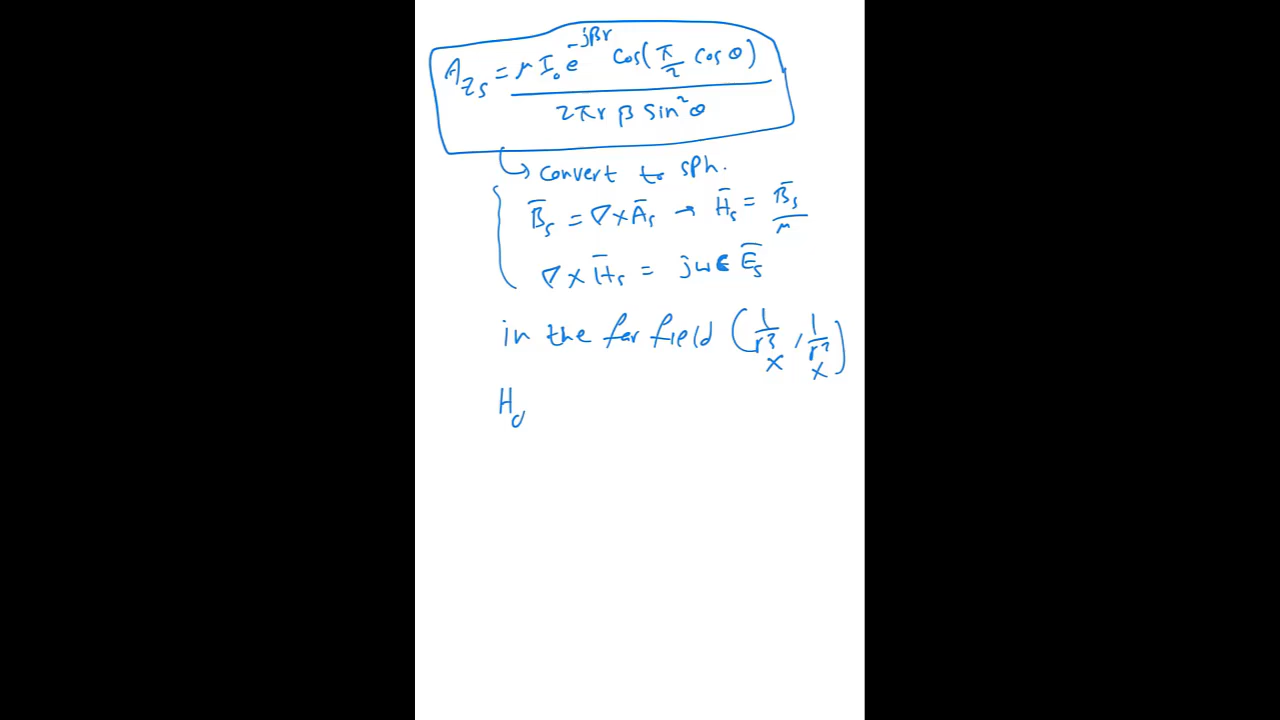 A_zs = μ I₀ e^-jβr cos(π/2 cos θ) / 2πr β sin²θ
↳ convert to sph.
B̄s = ∇×Ās → H̄s = B̄s/μ
∇×H̄s = jωϵ Ēs
in the far field (1/r³ x, 1/r² x)
H